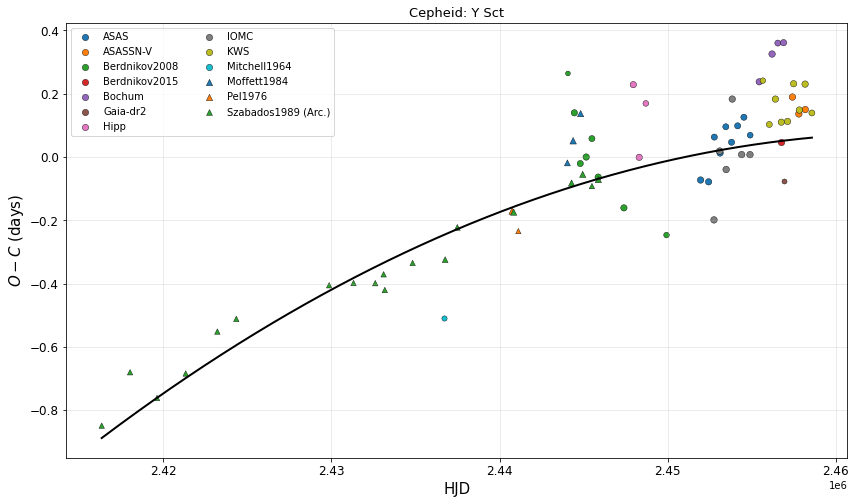 Cepheid: Y Sct
ASAS
ASASSN-V
Berdnikov2008
Berdnikov2015
Bochum
Gaia-dr2
Hipp
IOMC
KWS
Mitchell1964
Moffett1984
Pel1976
Szabados1989 (Arc.)
0.4
0.2
0.0
−0.2
−0.4
−0.6
−0.8
O − C (days)
2.42
2.43
2.44
2.45
2.46
1e6
HJD